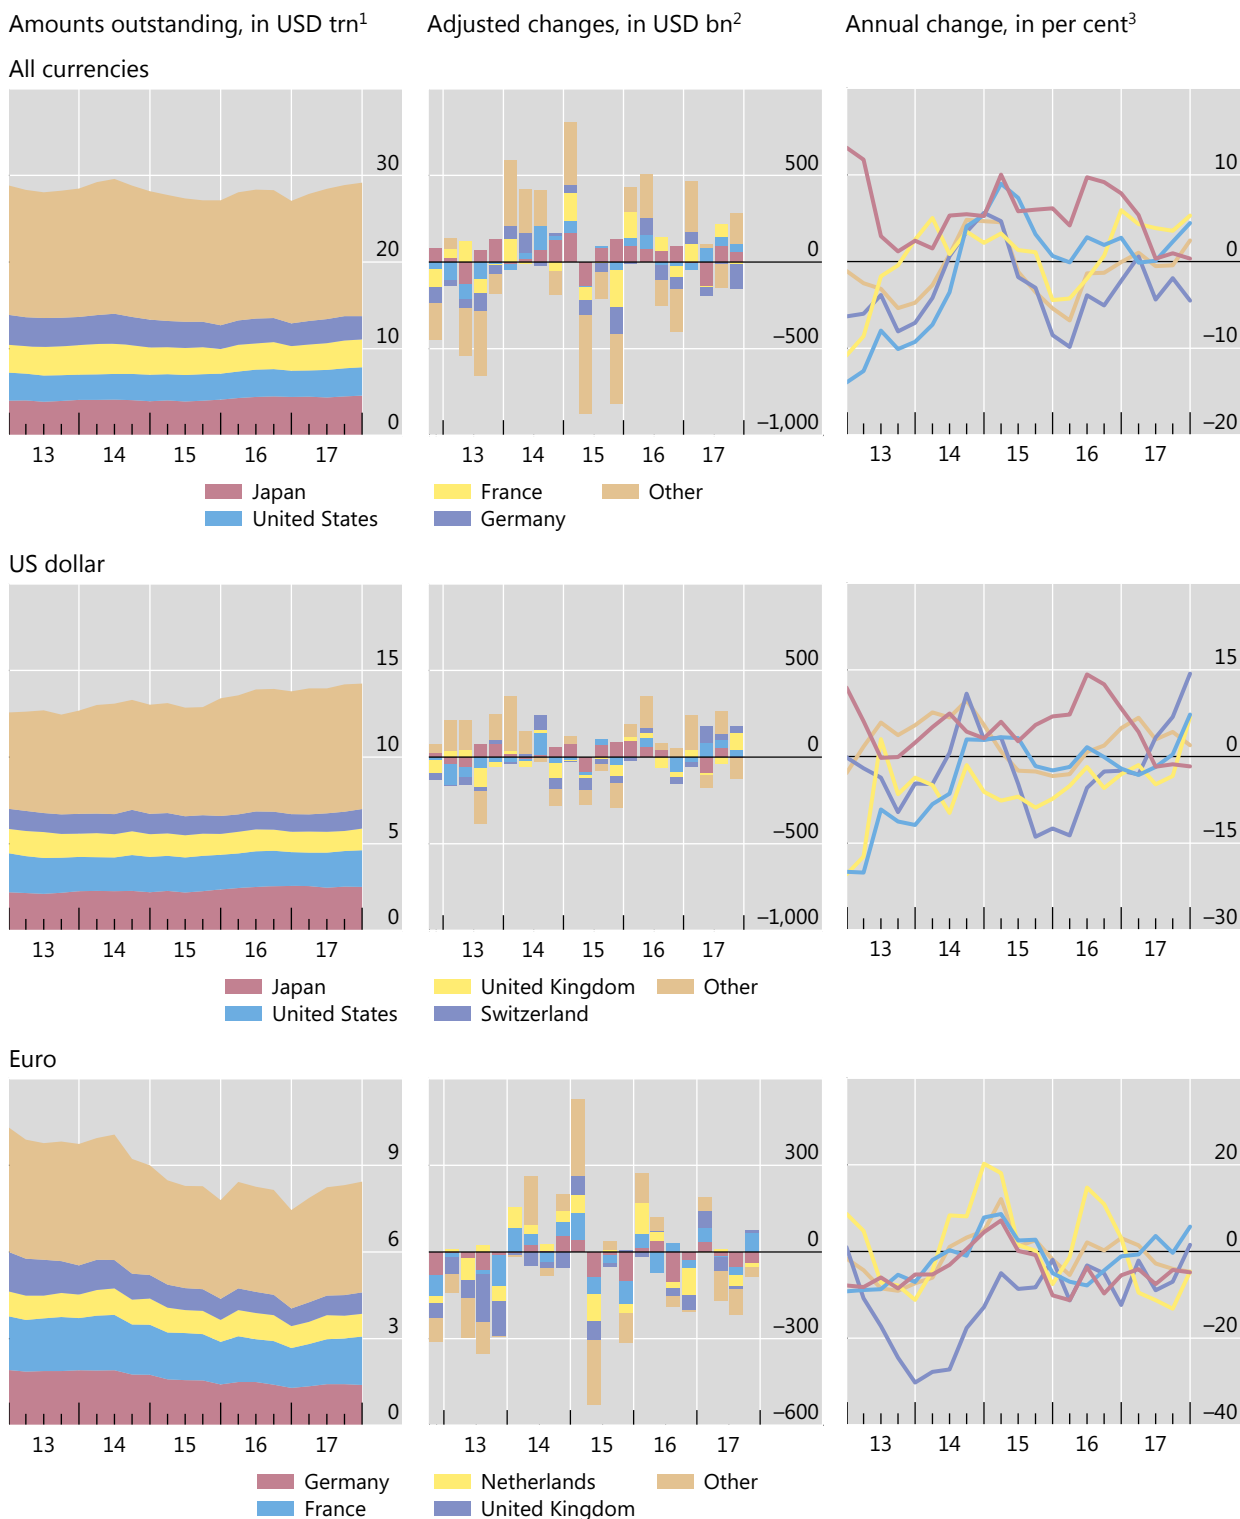 Amounts outstanding, in USD trn¹ Adjusted changes, in USD bn² Annual change, in per cent³
All currencies
30
20
10
0
13 14 15 16 17
500
0
–500
–1,000
13 14 15 16 17
10
0
–10
–20
13 14 15 16 17
Japan France Other
United States Germany
US dollar
15
10
5
0
13 14 15 16 17
500
0
–500
–1,000
13 14 15 16 17
15
0
–15
–30
13 14 15 16 17
Japan United Kingdom Other
United States Switzerland
Euro
9
6
3
0
13 14 15 16 17
300
0
–300
–600
13 14 15 16 17
20
0
–20
–40
13 14 15 16 17
Germany Netherlands Other
France United Kingdom